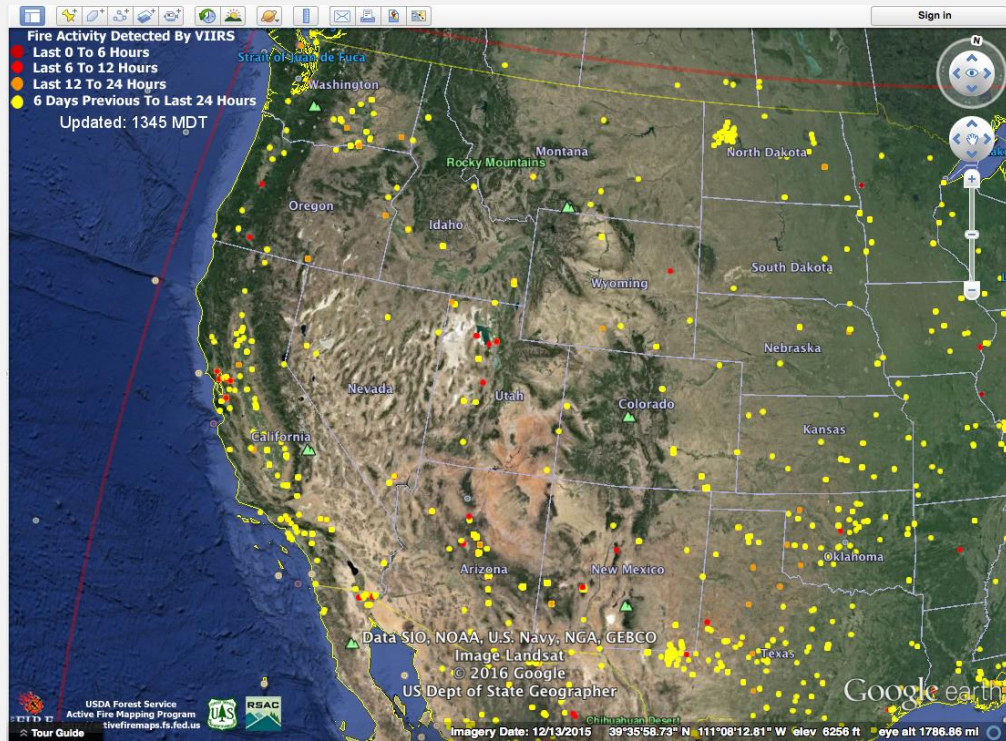 Sign in
Fire Activity Detected By VIIRS
Last 0 To 6 Hours
Last 6 To 12 Hours
Last 12 To 24 Hours
6 Days Previous To Last 24 Hours
Updated: 1345 MDT
Strait of Juan de Fuca
Washington
N
Montana
North Dakota
Rocky Mountains
Oregon
Idaho
South Dakota
Wyoming
Nebraska
Nevada
Utah
Colorado
Kansas
California
Oklahoma
Arizona
New Mexico
Texas
Data SIO, NOAA, U.S. Navy, NGA, GEBCO
Image Landsat
© 2016 Google
US Dept of State Geographer
Google earth
Chihuahuan Desert
USDA Forest Service
Active Fire Mapping Program
tivefiremaps.fs.fed.us
UAS
RSAC
Tour Guide
Imagery Date: 12/13/2015 39°35'58.73" N 111°08'12.81" W elev 6256 ft eye alt 1786.86 mi